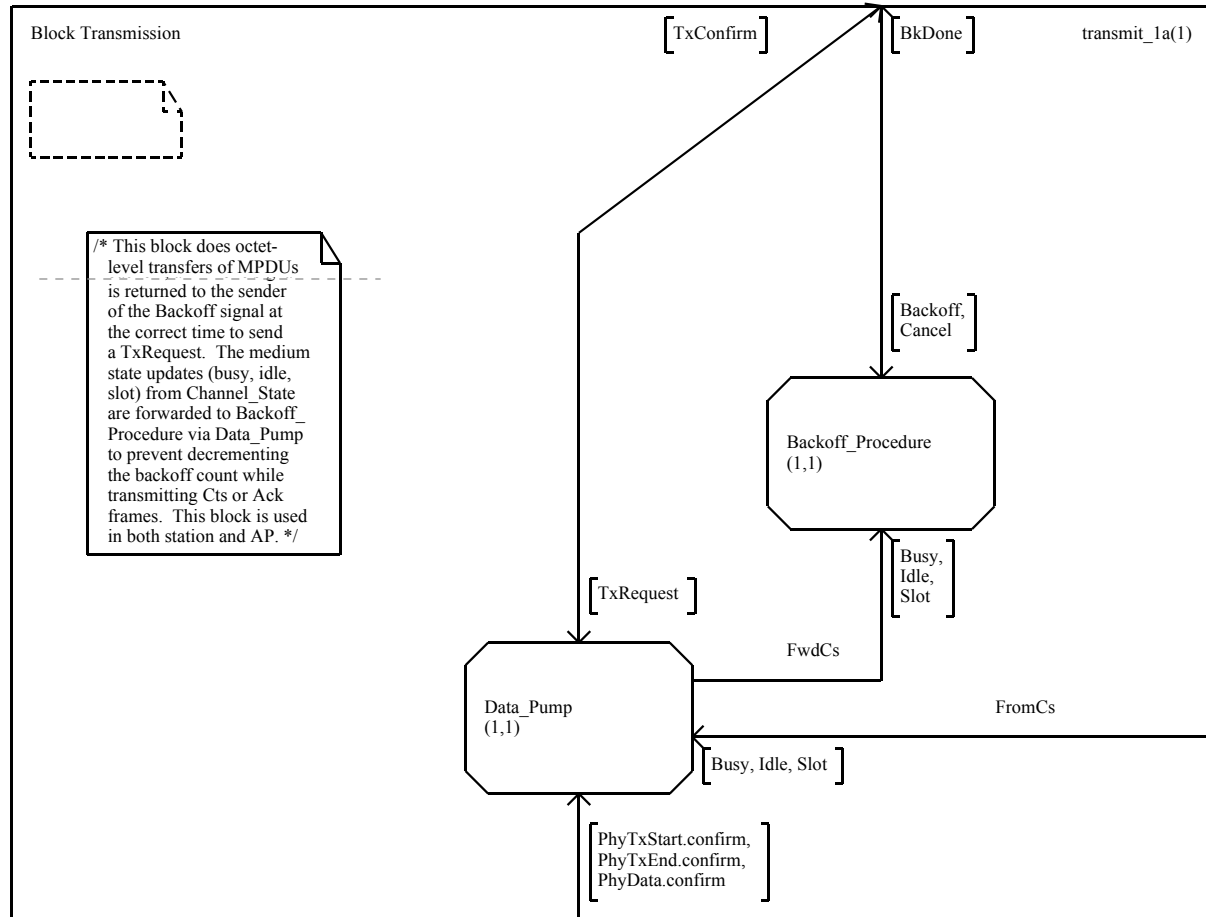 Block Transmission
[TxConfirm]
[BkDone]
transmit_1a(1)
/* This block does octet-
level transfers of MPDUs
is returned to the sender
of the Backoff signal at
the correct time to send
a TxRequest.  The medium
state updates (busy, idle,
slot) from Channel_State
are forwarded to Backoff_
Procedure via Data_Pump
to prevent decrementing
the backoff count while
transmitting Cts or Ack
frames.  This block is used
in both station and AP. */
Backoff,
Cancel
Backoff_Procedure
(1,1)
Busy,
Idle,
Slot
TxRequest
FwdCs
Data_Pump
(1,1)
FromCs
Busy, Idle, Slot
PhyTxStart.confirm,
PhyTxEnd.confirm,
PhyData.confirm